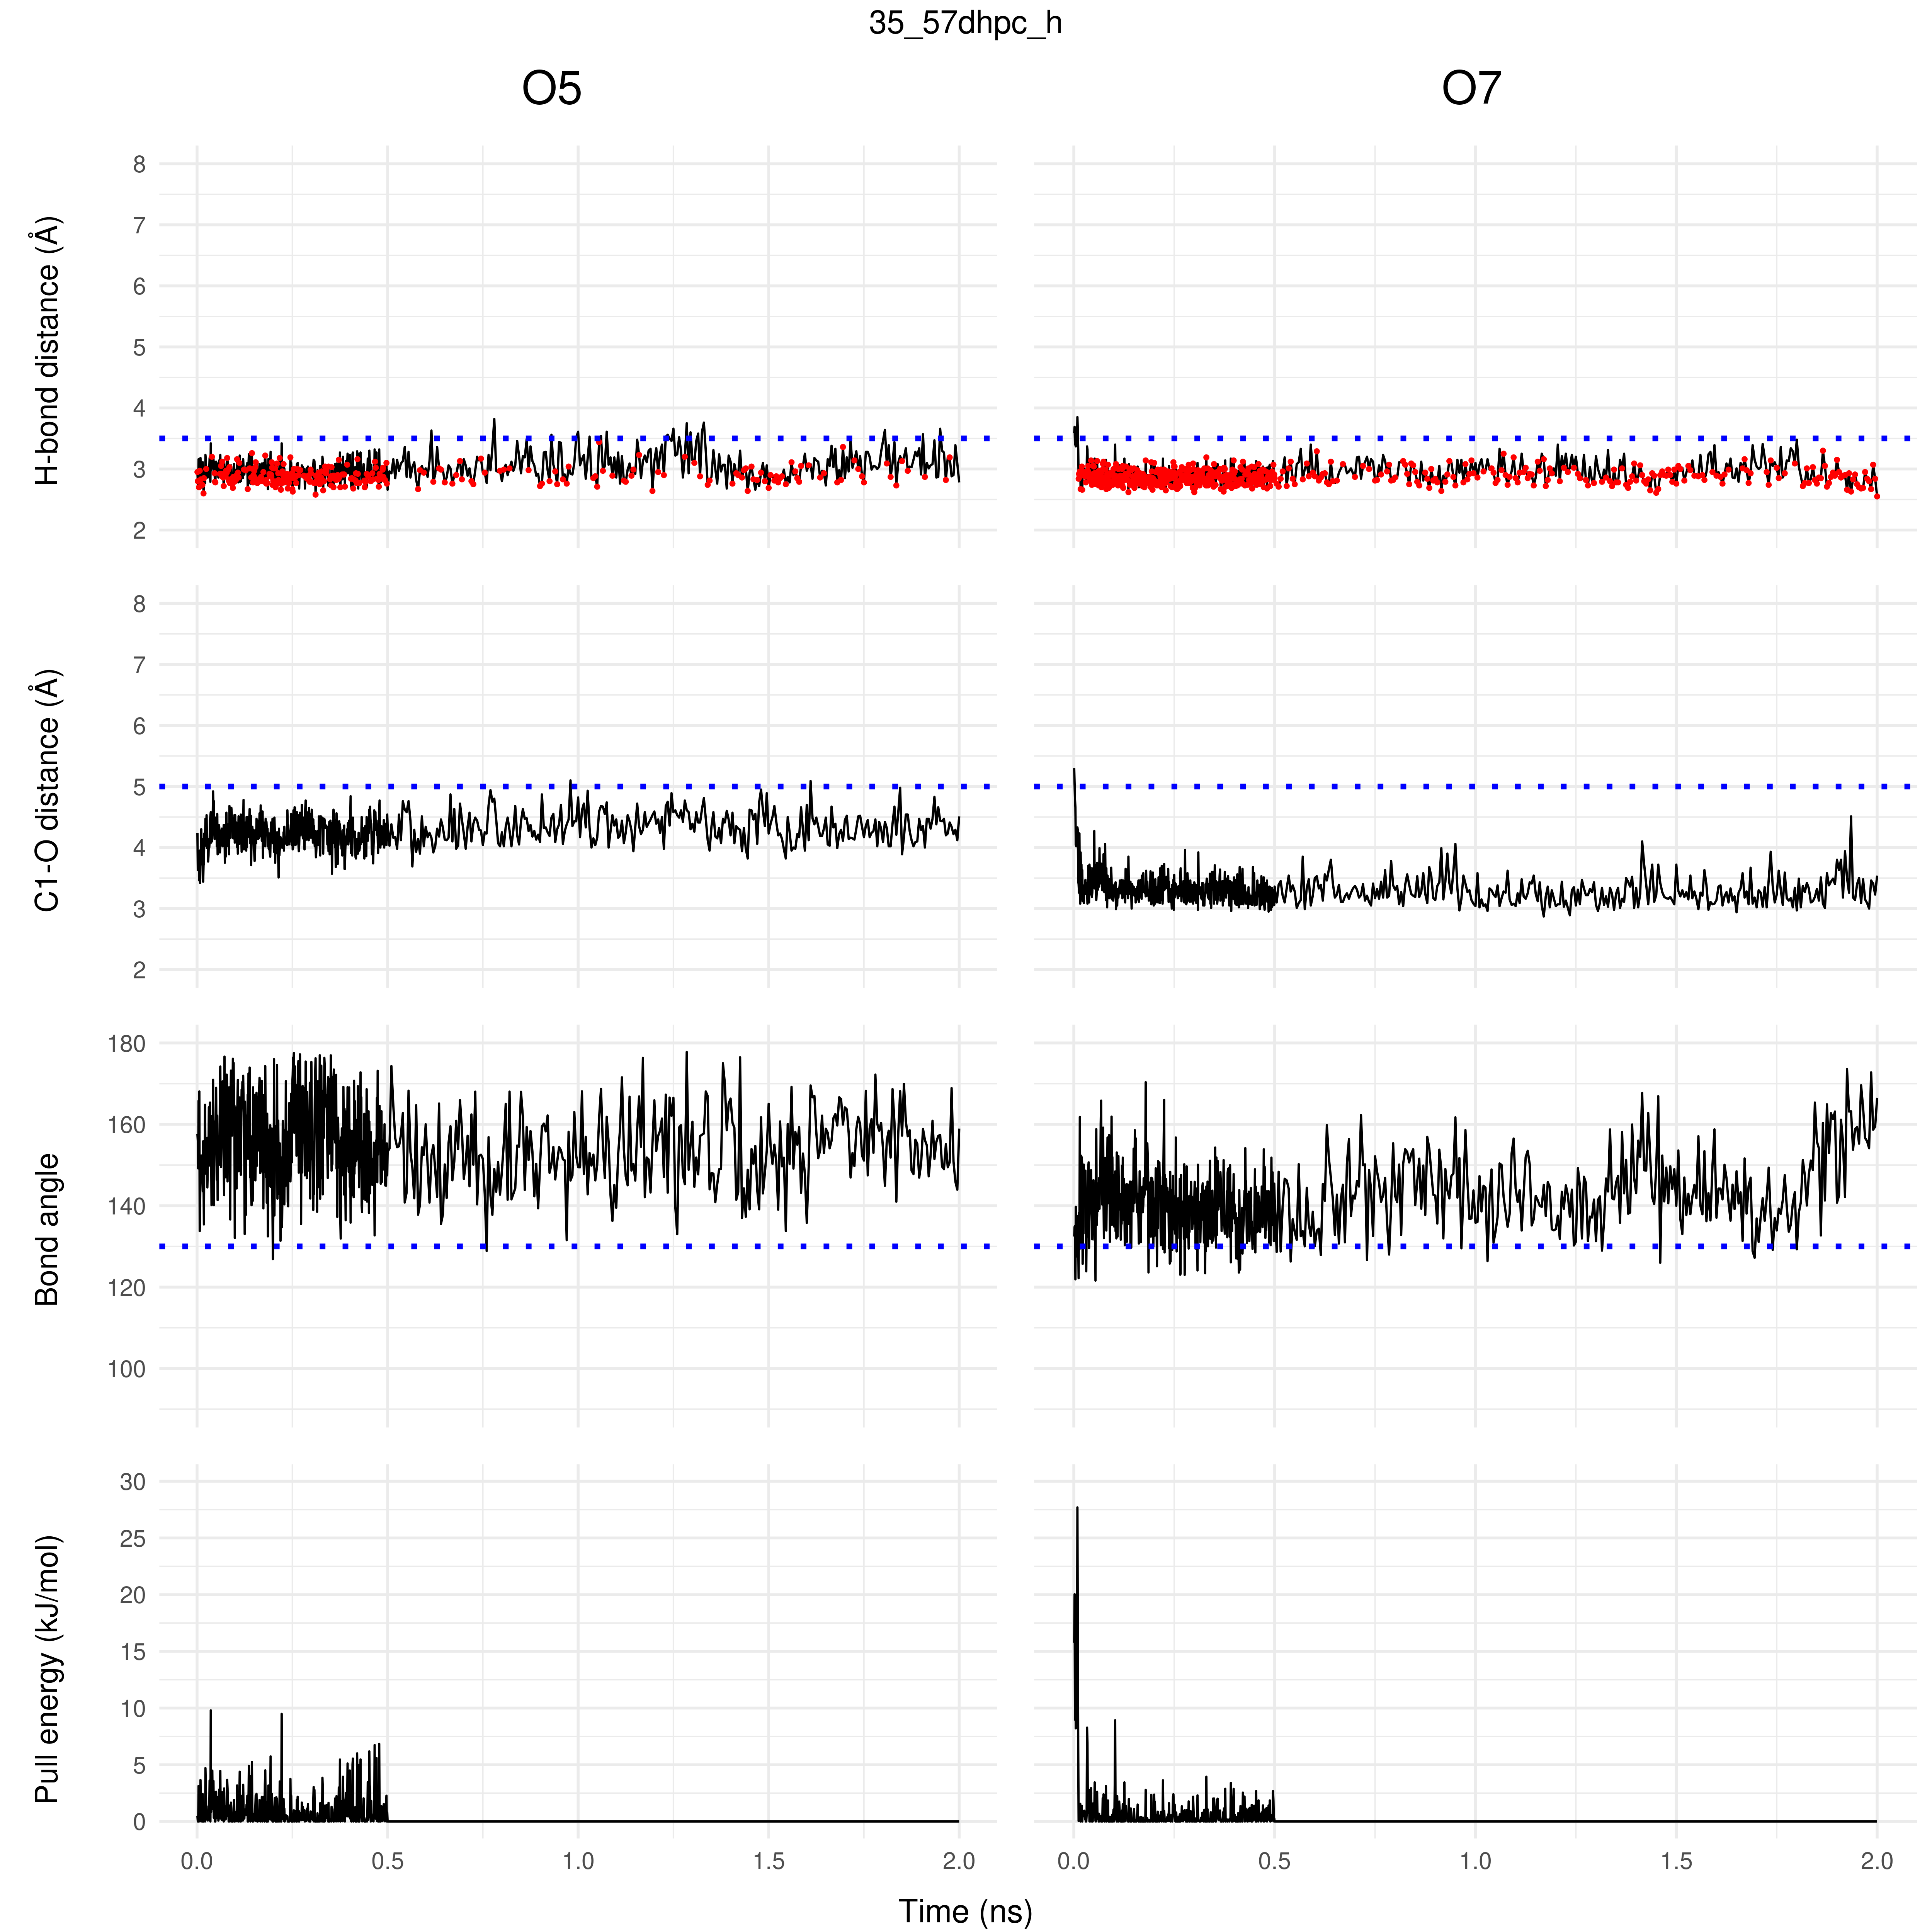 35_57dhpc_h
O5
O7
H-bond distance (Å)
8
7
6
5
4
3
2
C1-O distance (Å)
8
7
6
5
4
3
2
Bond angle
180
160
140
120
100
Pull energy (kJ/mol)
30
25
20
15
10
5
0
0.0 0.5 1.0 1.5 2.0
0.0 0.5 1.0 1.5 2.0
Time (ns)